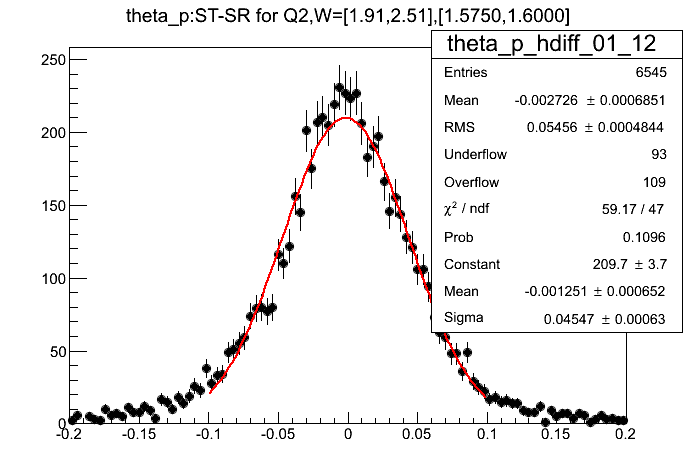 theta_p:ST-SR for Q2,W=[1.91,2.51],[1.5750,1.6000]
theta_p_hdiff_01_12
Entries 6545
Mean -0.002726 ± 0.0006851
RMS 0.05456 ± 0.0004844
Underflow 93
Overflow 109
χ² / ndf 59.17 / 47
Prob 0.1096
Constant 209.7 ± 3.7
Mean -0.001251 ± 0.000652
Sigma 0.04547 ± 0.00063
250
200
150
100
50
0
-0.2 -0.15 -0.1 -0.05 0 0.05 0.1 0.15 0.2